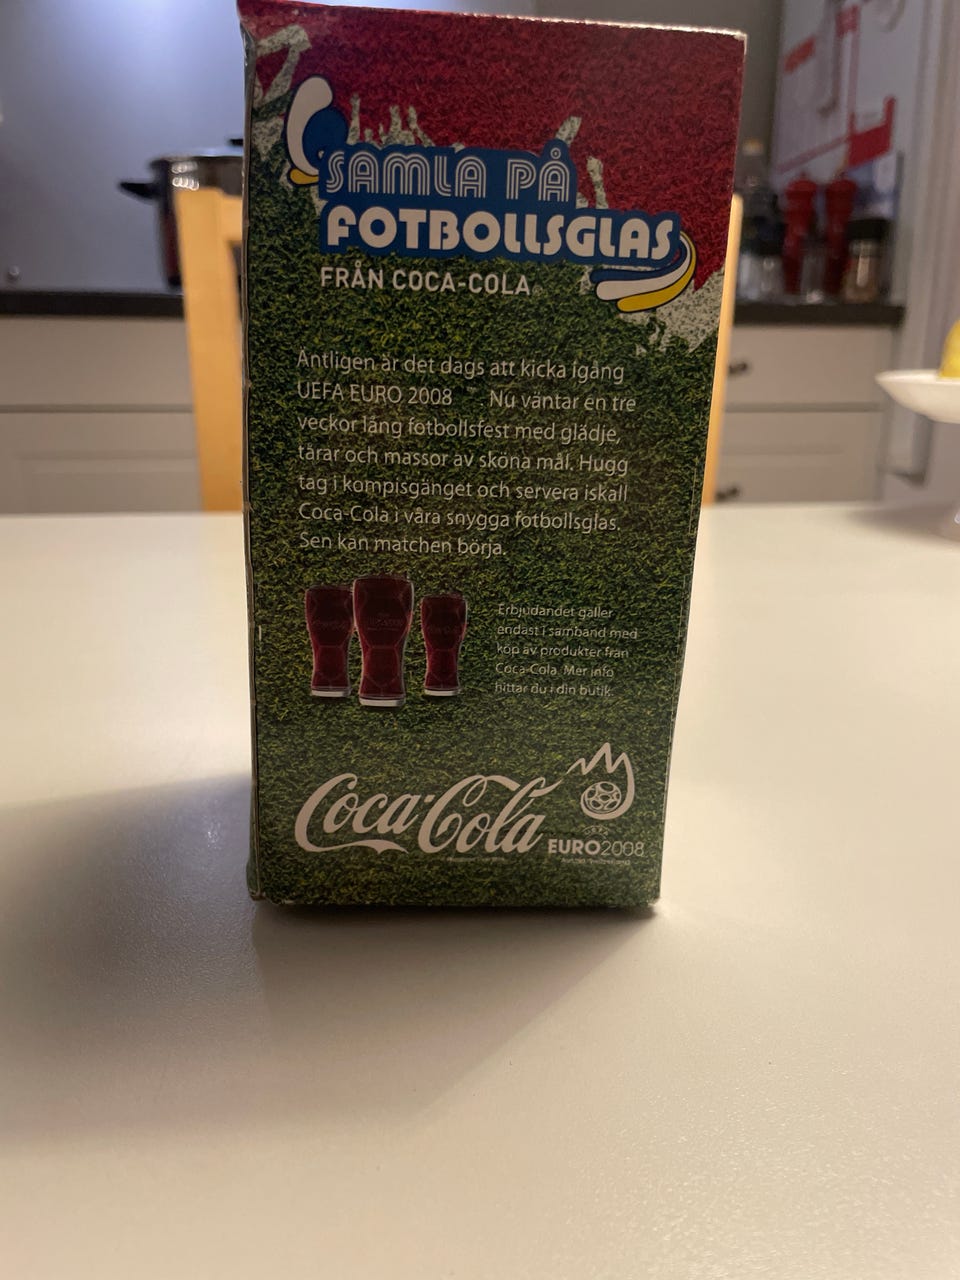 SAMLA PÅ
FOTBOLLSGLAS
FRÅN COCA-COLA
Äntligen är det dags att kicka igång
UEFA EURO 2008 Nu väntar en tre
veckor lång fotbollsfest med glädje,
tårar och massor av sköna mål. Hugg
tag i kompisgänget och servera iskall
Coca-Cola i våra snygga fotbollsglas.
Sen kan matchen börja.
Erbjudandet gäller
endast i samband med
köp av produkter från
Coca-Cola. Mer info
hittar du i din butik.
Coca-Cola
UEFA
EURO2008